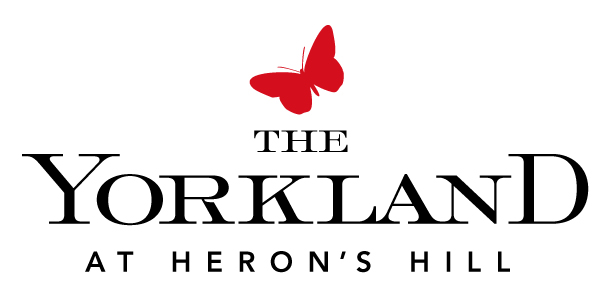 THE
YORKLAND
AT HERON'S HILL